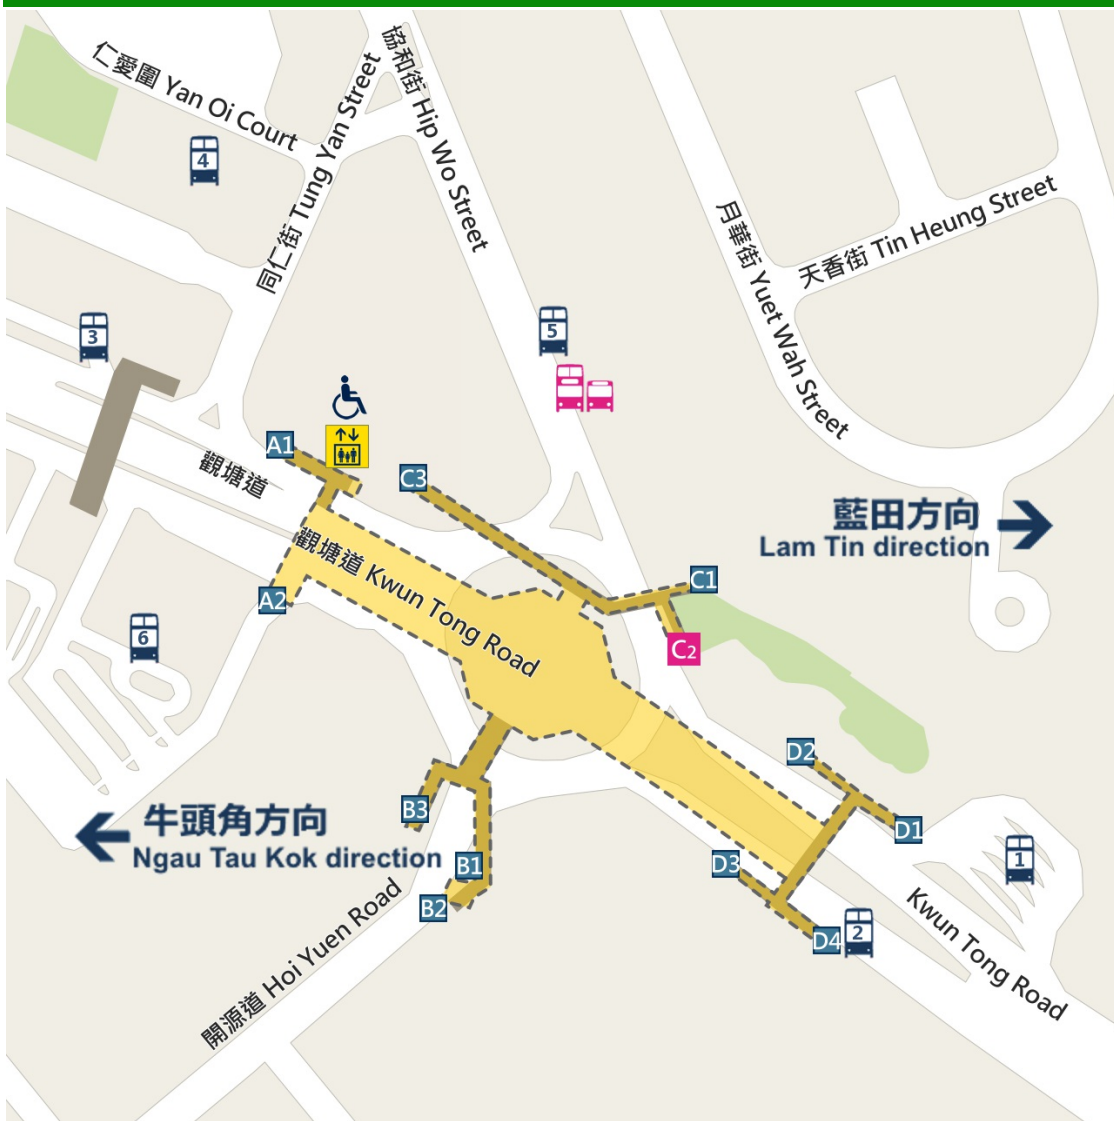 仁愛圍 Yan Oi Court
同仁街 Tung Yan Street
協和街 Hip Wo Street
月華街 Yuet Wah Street
天香街 Tin Heung Street
4
3
5
A1
C3
觀塘道
觀塘道 Kwun Tong Road
藍田方向
Lam Tin direction
A2
C1
6
C2
D2
牛頭角方向
Ngau Tau Kok direction
B3
D1
B1
D3
1
B2
2
D4
開源道 Hoi Yuen Road
Kwun Tong Road